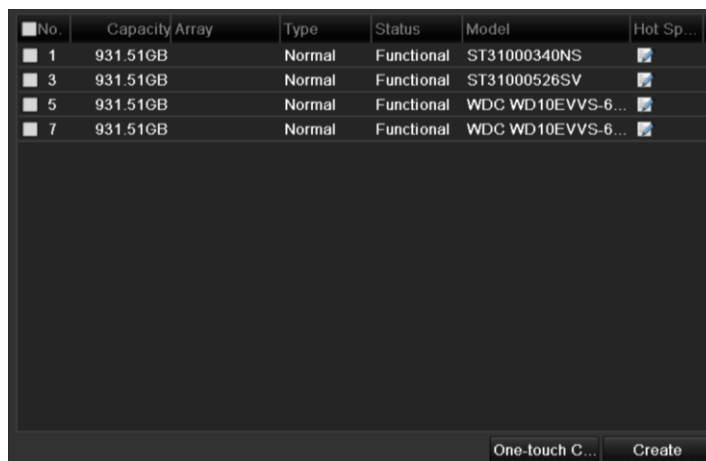 No. Capacity Array Type Status Model Hot Sp...
1 931.51GB Normal Functional ST31000340NS
3 931.51GB Normal Functional ST31000526SV
5 931.51GB Normal Functional WDC WD10EVVS-6...
7 931.51GB Normal Functional WDC WD10EVVS-6...
One-touch C... Create